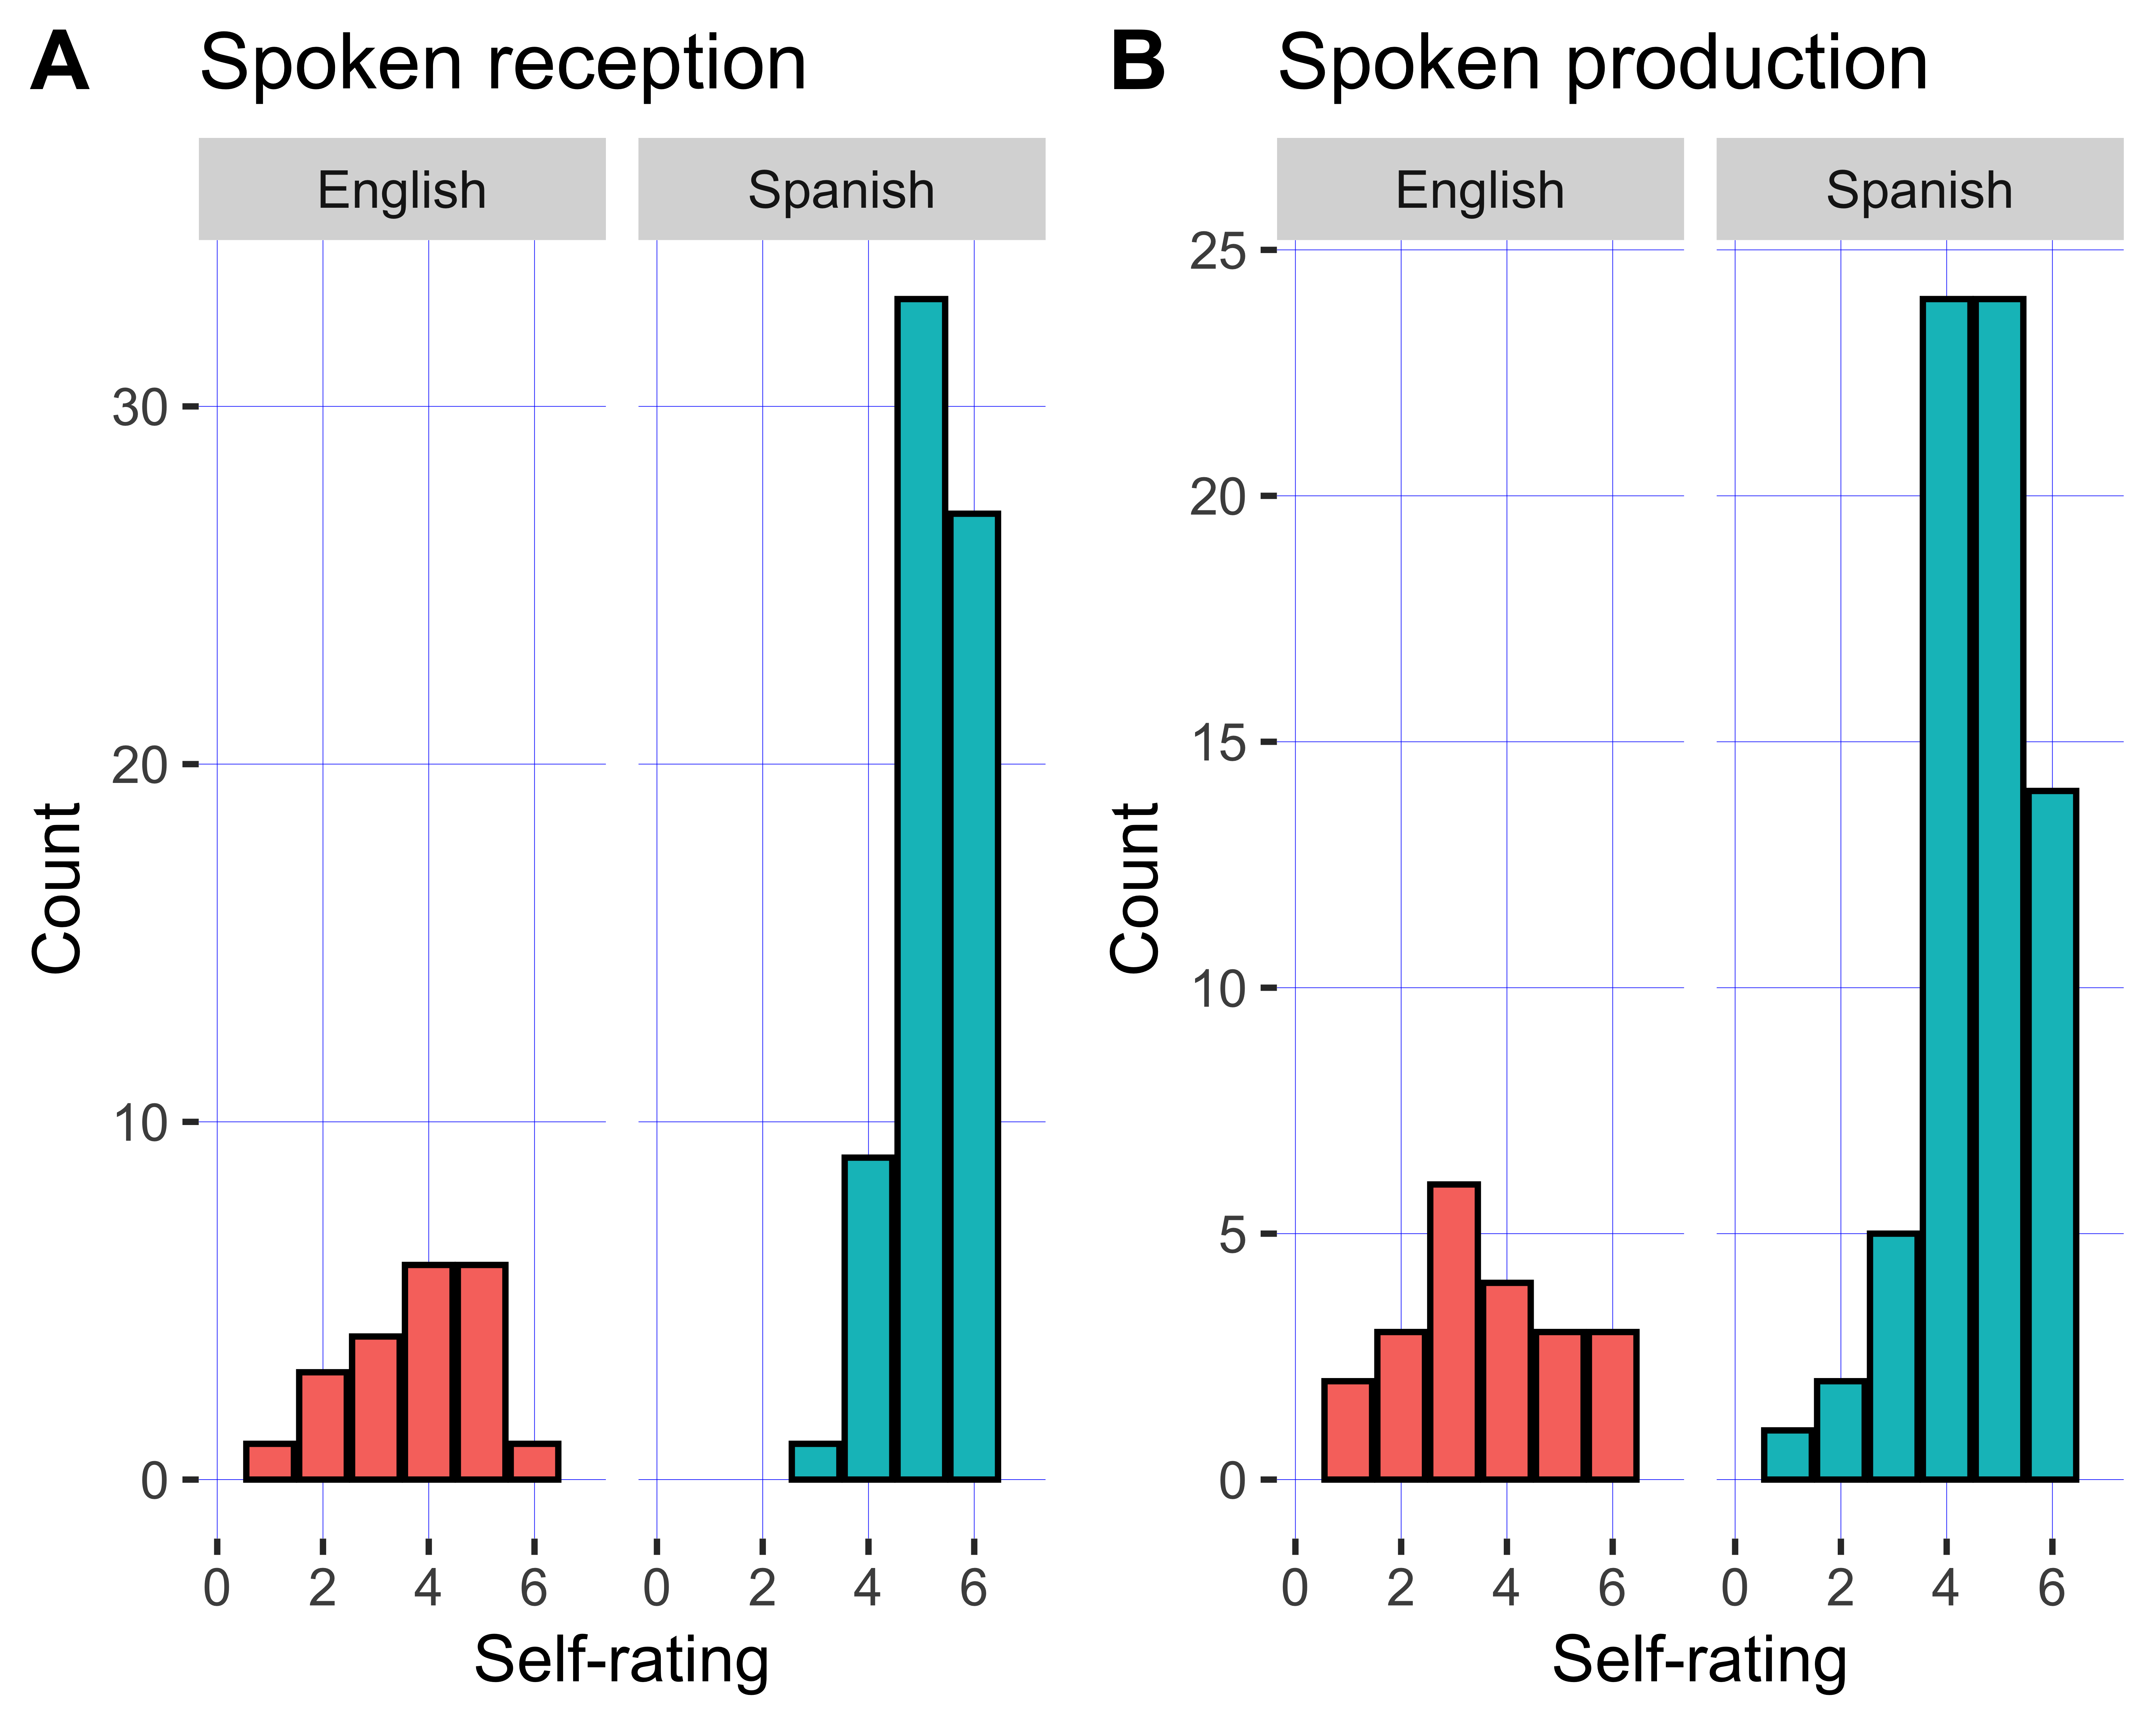 A Spoken reception
English Spanish
30
20
10
0
Count
0 2 4 6 0 2 4 6
Self-rating
B Spoken production
English Spanish
25
20
15
10
5
0
Count
0 2 4 6 0 2 4 6
Self-rating